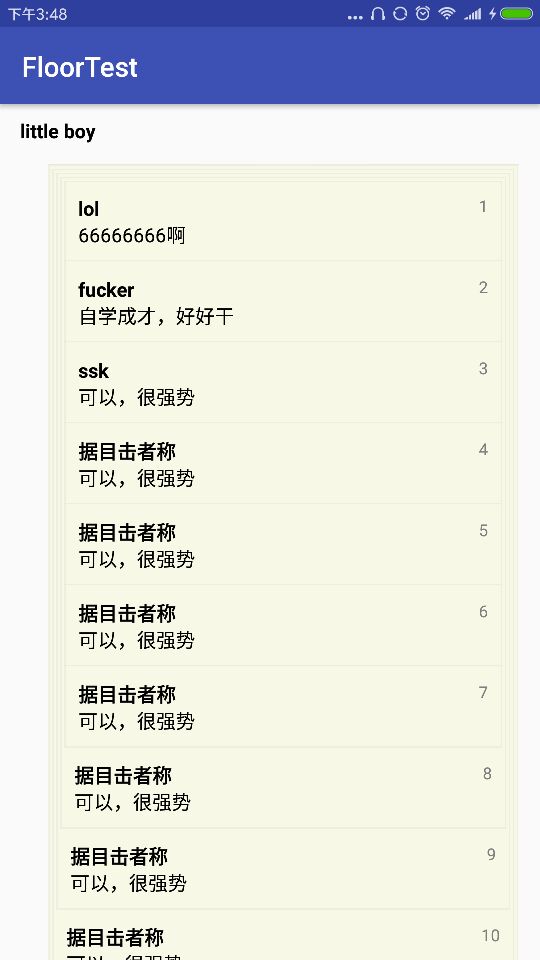 下午3:48
FloorTest
little boy
lol 1
66666666啊
fucker 2
自学成才，好好干
ssk 3
可以，很强势
据目击者称 4
可以，很强势
据目击者称 5
可以，很强势
据目击者称 6
可以，很强势
据目击者称 7
可以，很强势
据目击者称 8
可以，很强势
据目击者称 9
可以，很强势
据目击者称 10
可以，很强势